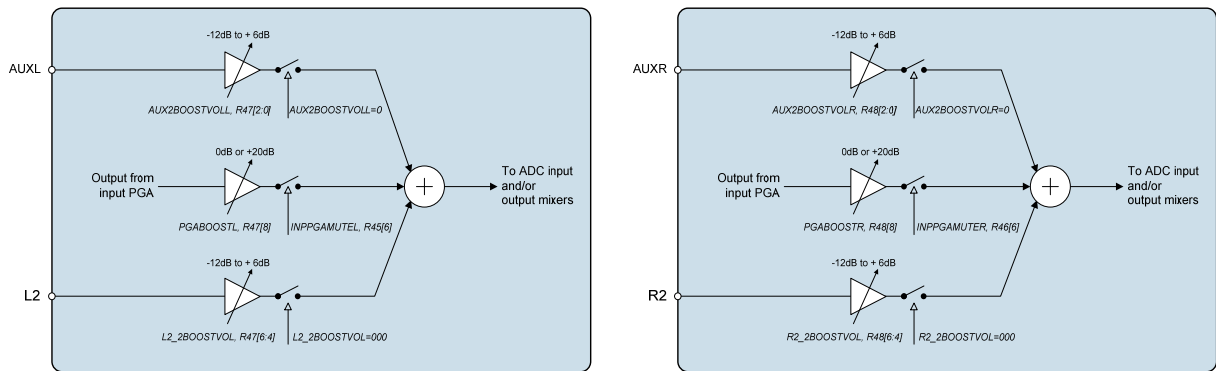 -12dB to + 6dB
AUXL
AUX2BOOSTVOLL, R47[2:0]
AUX2BOOSTVOLL=0
0dB or +20dB
Output from
input PGA
To ADC input
and/or
output mixers
PGABOOSTL, R47[8]
INPPGAMUTEL, R45[6]
-12dB to + 6dB
L2
L2_2BOOSTVOL, R47[6:4]
L2_2BOOSTVOL=000
-12dB to + 6dB
AUXR
AUX2BOOSTVOLR, R48[2:0]
AUX2BOOSTVOLR=0
0dB or +20dB
Output from
input PGA
To ADC input
and/or
output mixers
PGABOOSTR, R48[8]
INPPGAMUTER, R46[6]
-12dB to + 6dB
R2
R2_2BOOSTVOL, R48[6:4]
R2_2BOOSTVOL=000